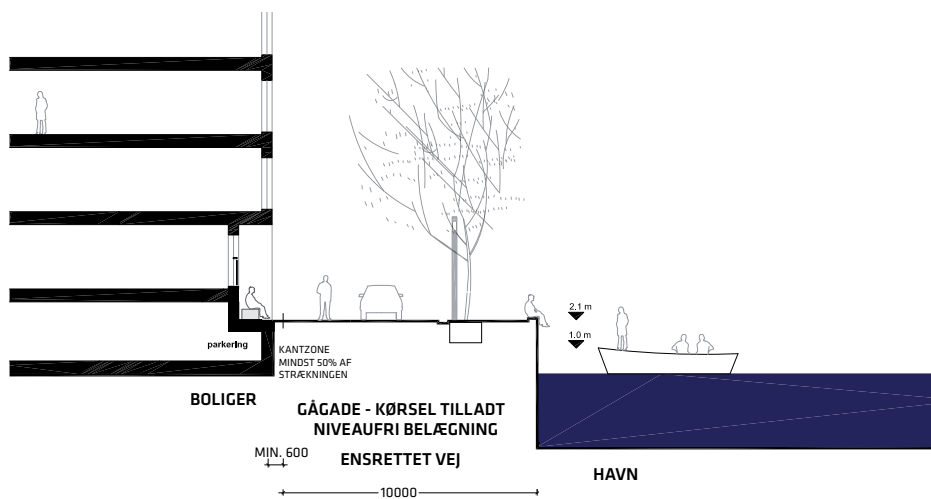 2.1 m
1.0 m
parkering
KANTZONE
MINDST 50% AF
STRÆKNINGEN
BOLIGER
GÅGADE - KØRSEL TILLADT
NIVEAUFRI BELÆGNING
ENSRETTET VEJ
MIN. 600
HAVN
10000